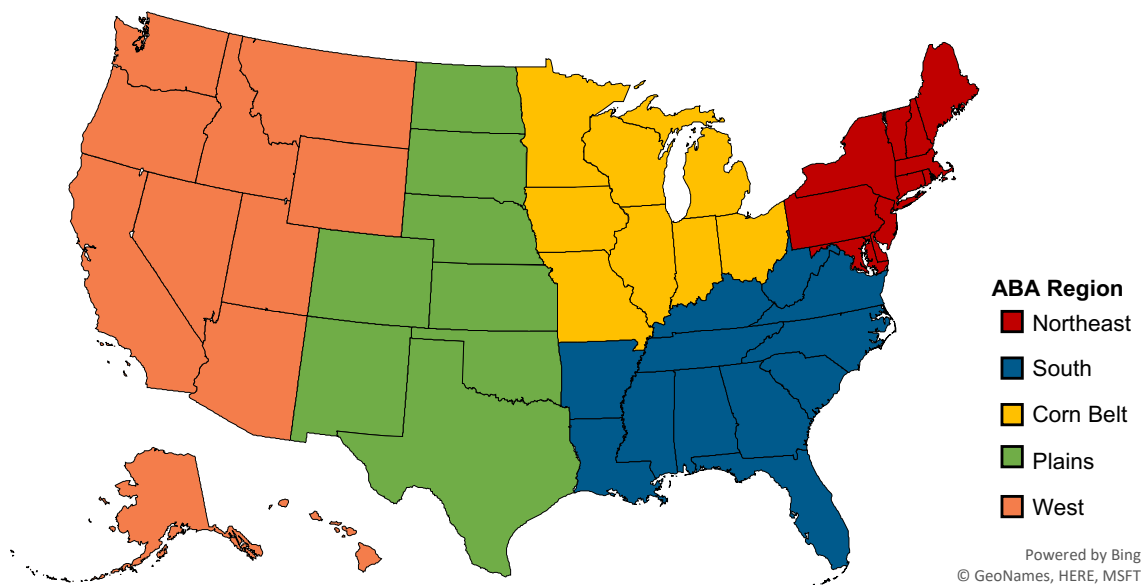 ABA Region
Northeast
South
Corn Belt
Plains
West
Powered by Bing
© GeoNames, HERE, MSFT